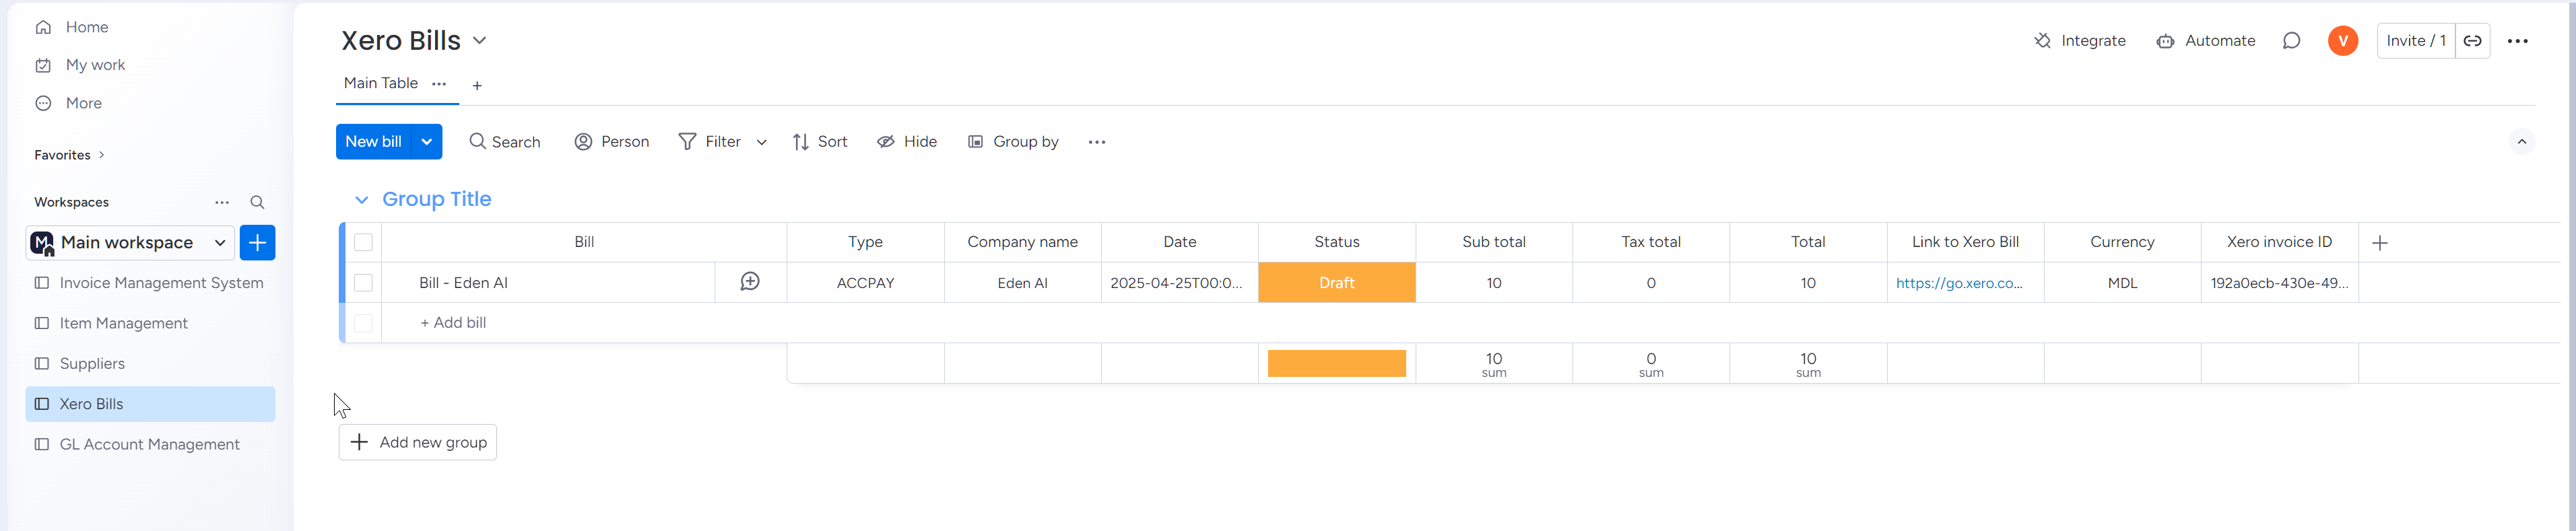 Home
My work
More
Favorites
Workspaces
M Main workspace
Invoice Management System
Item Management
Suppliers
Xero Bills
GL Account Management
Xero Bills
Integrate Automate V Invite / 1
Main Table
New bill Search Person Filter Sort Hide Group by
Group Title
Bill Type Company name Date Status Sub total Tax total Total Link to Xero Bill Currency Xero invoice ID
Bill - Eden AI ACCPAY Eden AI 2025-04-25T00:0... Draft 10 0 10 https://go.xero.co... MDL 192a0ecb-430e-49...
+ Add bill
10 0 10
sum sum sum
Add new group